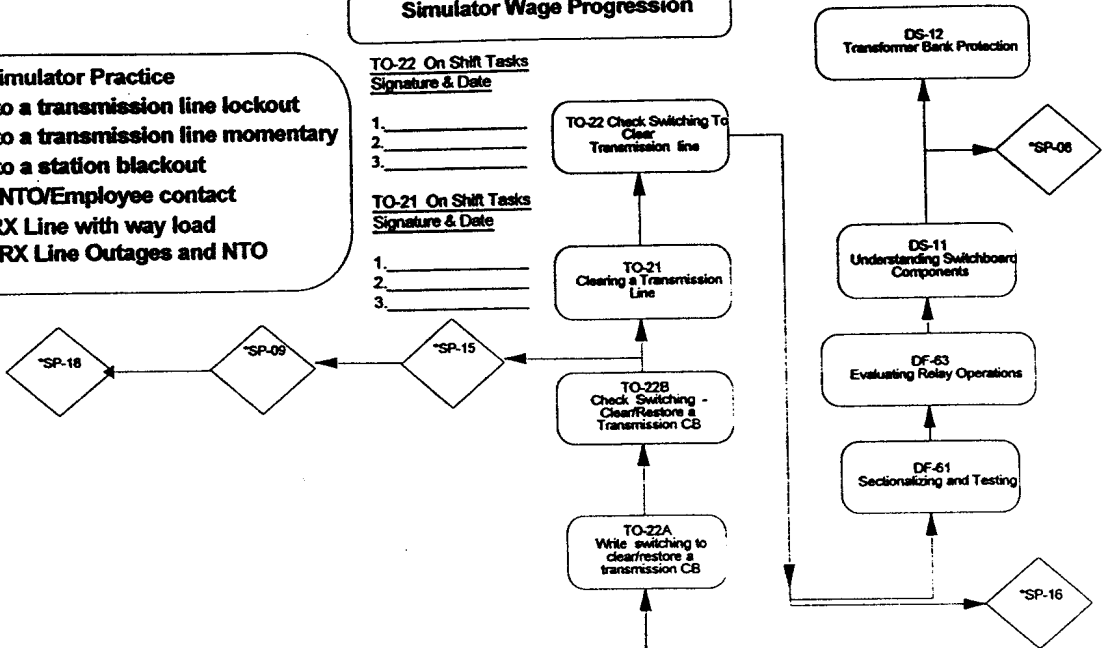 Simulator Wage Progression
imulator Practice
to a transmission line lockout
to a transmission line momentary
to a station blackout
NTO/Employee contact
RX Line with way load
RX Line Outages and NTO
TO-22 On Shift Tasks
Signature & Date
1.
2.
3.
TO-21 On Shift Tasks
Signature & Date
1.
2.
3.
TO-22 Check Switching To
Clear
Transmission line
TO-21
Clearing a Transmission
Line
*SP-18
*SP-09
*SP-15
TO-22B
Check Switching -
Clear/Restore a
Transmission CB
TO-22A
Write switching to
clear/restore a
transmission CB
DS-12
Transformer Bank Protection
DS-11
Understanding Switchboard
Components
DF-63
Evaluating Relay Operations
DF-61
Sectionalizing and Testing
*SP-16